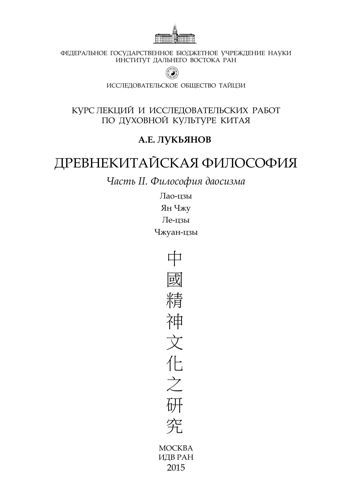 ФЕДЕРАЛЬНОЕ ГОСУДАРСТВЕННОЕ БЮДЖЕТНОЕ УЧРЕЖДЕНИЕ НАУКИ
ИНСТИТУТ ДАЛЬНЕГО ВОСТОКА РАН
ИССЛЕДОВАТЕЛЬСКОЕ ОБЩЕСТВО ТАЙЦЗИ
КУРС ЛЕКЦИЙ И ИССЛЕДОВАТЕЛЬСКИХ РАБОТ
ПО ДУХОВНОЙ КУЛЬТУРЕ КИТАЯ
А.Е. ЛУКЬЯНОВ
ДРЕВНЕКИТАЙСКАЯ ФИЛОСОФИЯ
Часть II. Философия даосизма
Лао-цзы
Ян Чжу
Ле-цзы
Чжуан-цзы
中國精神文化之研究
МОСКВА
ИДВ РАН
2015